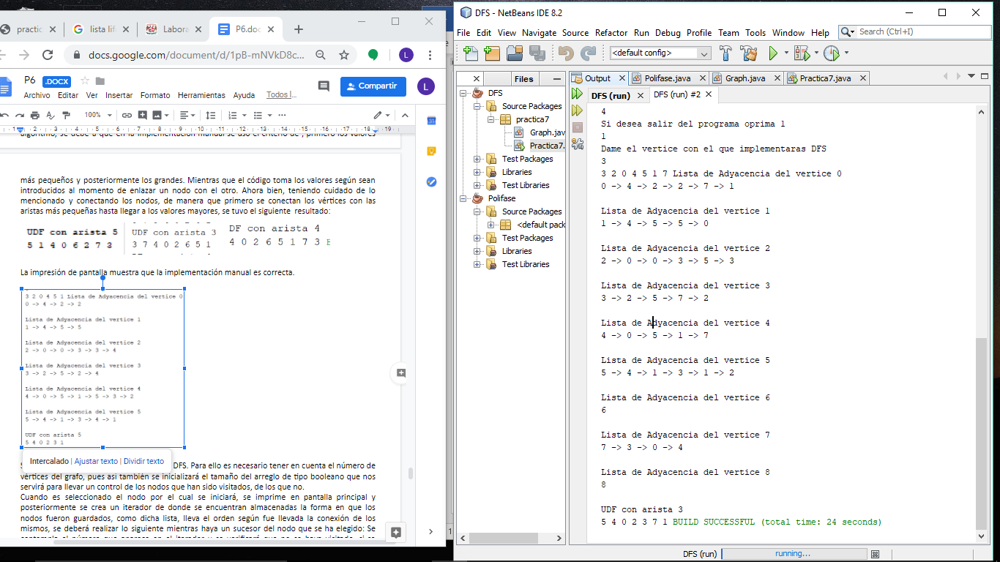 practic
lista life
Labora
P6.doc
docs.google.com/document/d/1pB-mNVkD8c...
L
P6
.DOCX
Archivo Editar Ver Insertar Formato Herramientas Ayuda Todos l...
Compartir
L
100%
1 1 2 3 4 5 6 7 8 9 10 11 12 13 14 15 16 17 18 19
algoritmo, se debe a que en la implementación manual se usó el criterio de , primero los valores
más pequeños y posteriormente los grandes. Mientras que el código toma los valores según sean
introducidos al momento de enlazar un nodo con el otro. Ahora bien, teniendo cuidado de lo
mencionado y conectando los nodos, de manera que primero se conectan los vértices con las
aristas más pequeñas hasta llegar a los valores mayores, se tuvo el siguiente resultado:
UDF con arista 5
5 1 4 0 6 2 7 3
UDF con arista 3
3 7 4 0 2 6 5 1
DF con arista 4
4 0 2 6 5 1 7 3
La impresión de pantalla muestra que la implementación manual es correcta.
3 2 0 4 5 1 Lista de Adyacencia del vertice 0
0 -> 4 -> 2 -> 2
Lista de Adyacencia del vertice 1
1 -> 4 -> 5 -> 5
Lista de Adyacencia del vertice 2
2 -> 0 -> 0 -> 3 -> 3 -> 4
Lista de Adyacencia del vertice 3
3 -> 2 -> 5 -> 2 -> 4
Lista de Adyacencia del vertice 4
4 -> 0 -> 5 -> 1 -> 5 -> 3 -> 2
Lista de Adyacencia del vertice 5
5 -> 4 -> 1 -> 3 -> 4 -> 1
UDF con arista 5
5 4 0 2 3 1
Intercalado | Ajustar texto | Dividir texto
DFS. Para ello es necesario tener en cuenta el número de
vértices del grafo, pues así también se inicializará el tamaño del arreglo de tipo booleano que nos
servirá para llevar un control de los nodos que han sido visitados, de los que no.
Cuando es seleccionado el nodo por el cual se iniciará, se imprime en pantalla principal y
posteriormente se crea un iterador de donde se encuentran almacenadas la forma en que los
nodos fueron guardados, como dicha lista, lleva el orden según fue llevada la conexión de los
mismos, se deberá realizar lo siguiente mientras haya un sucesor del nodo que se ha elegido: Se
31
DFS - NetBeans IDE 8.2
File Edit View Navigate Source Refactor Run Debug Profile Team Tools Window Help
Search (Ctrl+I)
<default config>
Files
DFS
Source Packages
practica7
Graph.jav
Practica7.
Test Packages
Libraries
Test Libraries
Polifase
Source Packages
<default pack
Test Packages
Libraries
Test Libraries
Output Polifase.java Graph.java Practica7.java
DFS (run) DFS (run) #2
4
Si desea salir del programa oprima 1
1
Dame el vertice con el que implementaras DFS
3
3 2 0 4 5 1 7 Lista de Adyacencia del vertice 0
0 -> 4 -> 2 -> 2 -> 7 -> 1
Lista de Adyacencia del vertice 1
1 -> 4 -> 5 -> 5 -> 0
Lista de Adyacencia del vertice 2
2 -> 0 -> 0 -> 3 -> 5 -> 3
Lista de Adyacencia del vertice 3
3 -> 2 -> 5 -> 7 -> 2
Lista de Adyacencia del vertice 4
4 -> 0 -> 5 -> 1 -> 7
Lista de Adyacencia del vertice 5
5 -> 4 -> 1 -> 3 -> 1 -> 2
Lista de Adyacencia del vertice 6
6
Lista de Adyacencia del vertice 7
7 -> 3 -> 0 -> 4
Lista de Adyacencia del vertice 8
8
UDF con arista 3
5 4 0 2 3 7 1 BUILD SUCCESSFUL (total time: 24 seconds)
DFS (run) running...